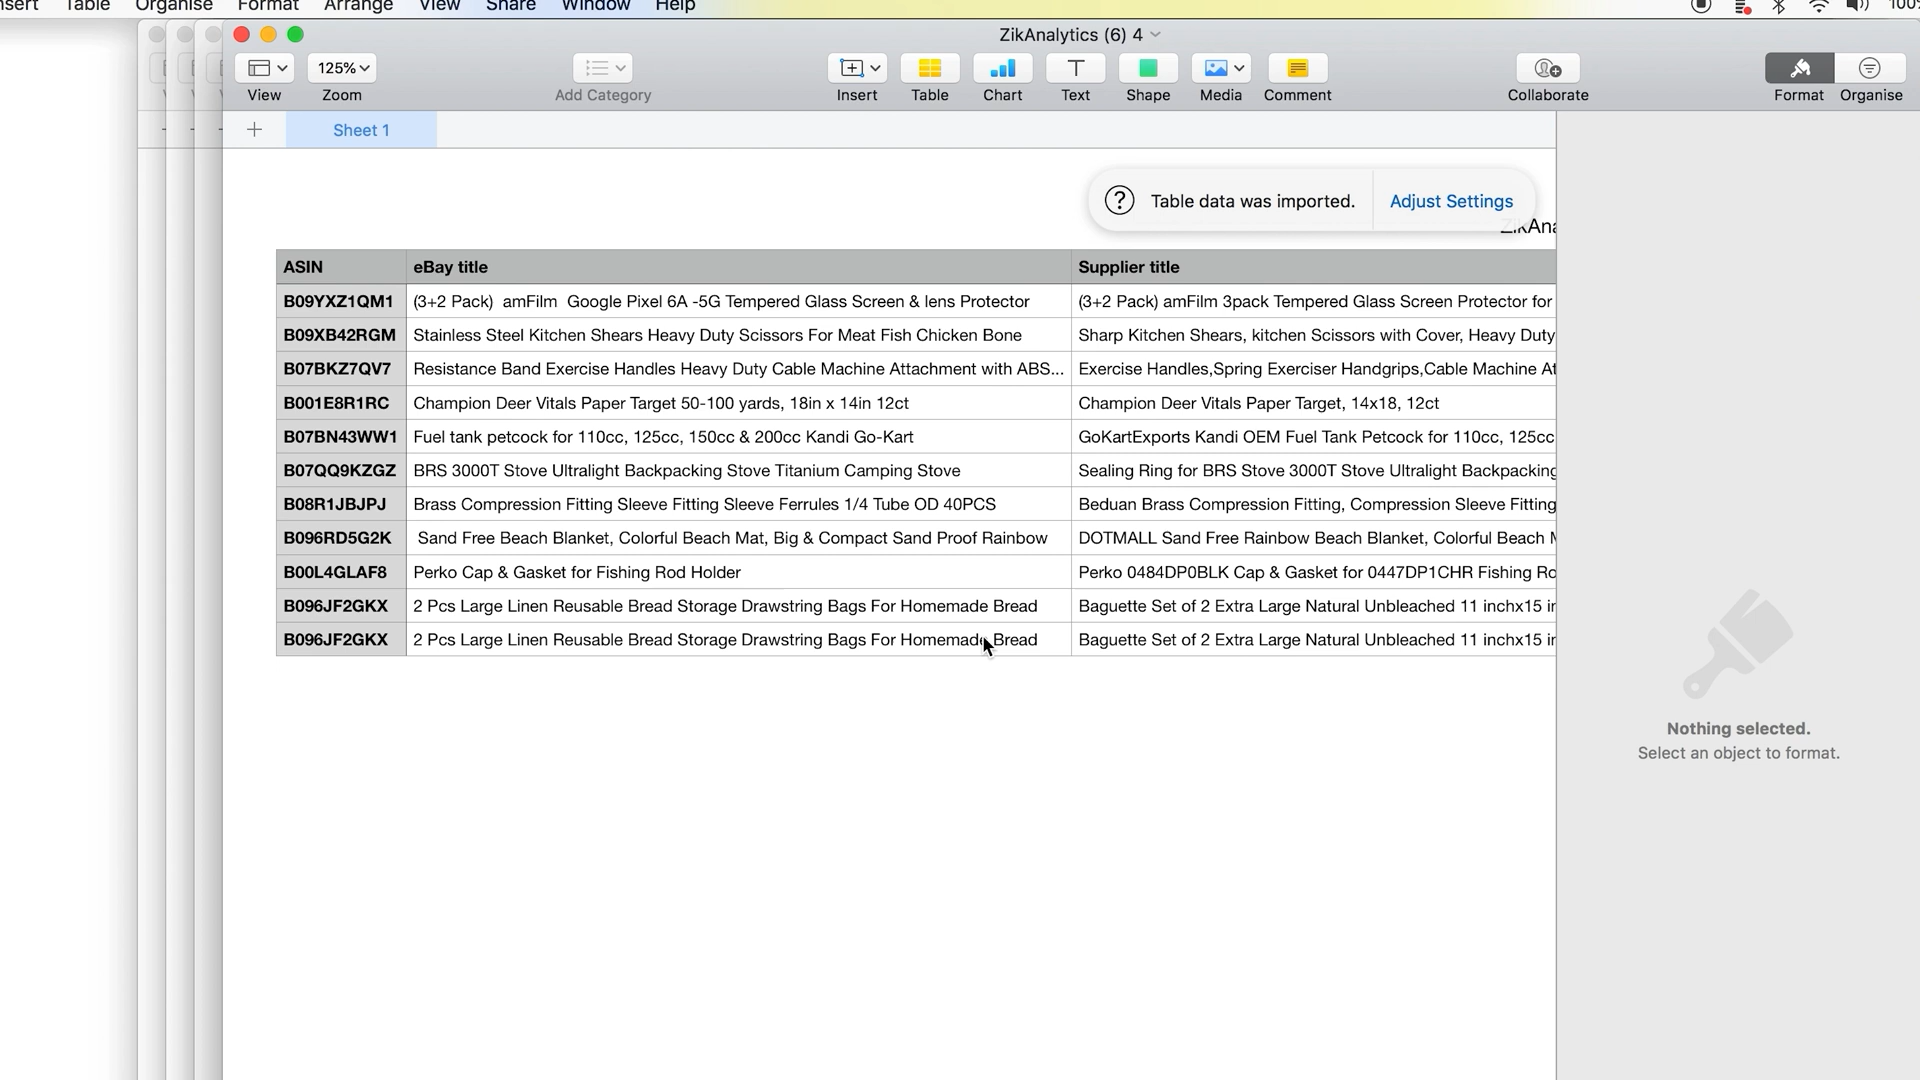 nsert Table Organise Format Arrange View Share Window Help 100%
ZikAnalytics (6) 4
125%
View Zoom Add Category Insert Table Chart Text Shape Media Comment Collaborate Format Organise
Sheet 1
Table data was imported. Adjust Settings
ZikAna
ASIN eBay title Supplier title
B09YXZ1QM1 (3+2 Pack) amFilm Google Pixel 6A -5G Tempered Glass Screen & lens Protector (3+2 Pack) amFilm 3pack Tempered Glass Screen Protector for
B09XB42RGM Stainless Steel Kitchen Shears Heavy Duty Scissors For Meat Fish Chicken Bone Sharp Kitchen Shears, kitchen Scissors with Cover, Heavy Duty
B07BKZ7QV7 Resistance Band Exercise Handles Heavy Duty Cable Machine Attachment with ABS... Exercise Handles,Spring Exerciser Handgrips,Cable Machine At
B001E8R1RC Champion Deer Vitals Paper Target 50-100 yards, 18in x 14in 12ct Champion Deer Vitals Paper Target, 14x18, 12ct
B07BN43WW1 Fuel tank petcock for 110cc, 125cc, 150cc & 200cc Kandi Go-Kart GoKartExports Kandi OEM Fuel Tank Petcock for 110cc, 125cc
B07QQ9KZGZ BRS 3000T Stove Ultralight Backpacking Stove Titanium Camping Stove Sealing Ring for BRS Stove 3000T Stove Ultralight Backpacking
B08R1JBJPJ Brass Compression Fitting Sleeve Fitting Sleeve Ferrules 1/4 Tube OD 40PCS Beduan Brass Compression Fitting, Compression Sleeve Fitting
B096RD5G2K Sand Free Beach Blanket, Colorful Beach Mat, Big & Compact Sand Proof Rainbow DOTMALL Sand Free Rainbow Beach Blanket, Colorful Beach M
B00L4GLAF8 Perko Cap & Gasket for Fishing Rod Holder Perko 0484DP0BLK Cap & Gasket for 0447DP1CHR Fishing Ro
B096JF2GKX 2 Pcs Large Linen Reusable Bread Storage Drawstring Bags For Homemade Bread Baguette Set of 2 Extra Large Natural Unbleached 11 inchx15 in
B096JF2GKX 2 Pcs Large Linen Reusable Bread Storage Drawstring Bags For Homemade Bread Baguette Set of 2 Extra Large Natural Unbleached 11 inchx15 in
Nothing selected.
Select an object to format.